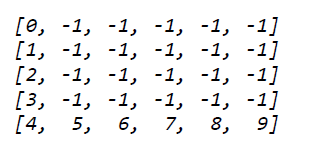 [0, -1, -1, -1, -1, -1]
[1, -1, -1, -1, -1, -1]
[2, -1, -1, -1, -1, -1]
[3, -1, -1, -1, -1, -1]
[4, 5, 6, 7, 8, 9]